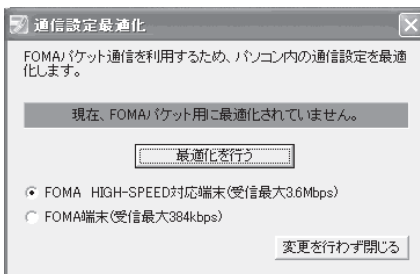 通信設定最適化
FOMAパケット通信を利用するため、パソコン内の通信設定を最適
化します。
現在、FOMAパケット用に最適化されていません。
最適化を行う
FOMA HIGH-SPEED対応端末(受信最大3.6Mbps)
FOMA端末(受信最大384kbps)
変更を行わず閉じる